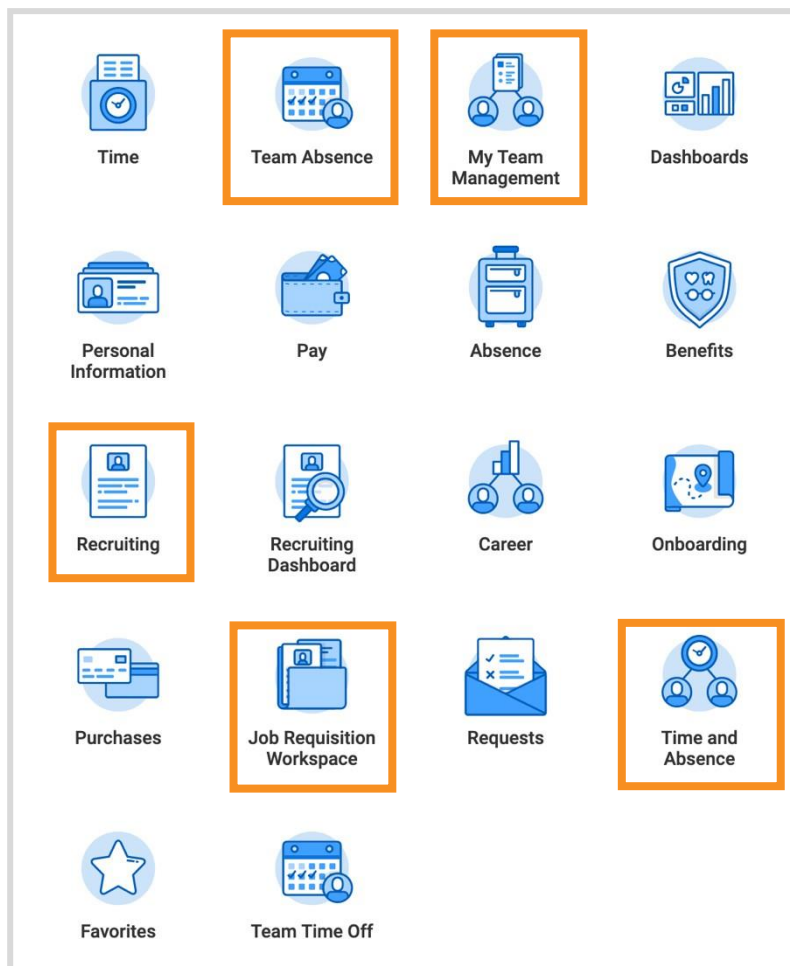 Time
Team Absence
My Team
Management
Dashboards
Personal
Information
Pay
Absence
Benefits
Recruiting
Recruiting
Dashboard
Career
Onboarding
Purchases
Job Requisition
Workspace
Requests
Time and
Absence
Favorites
Team Time Off